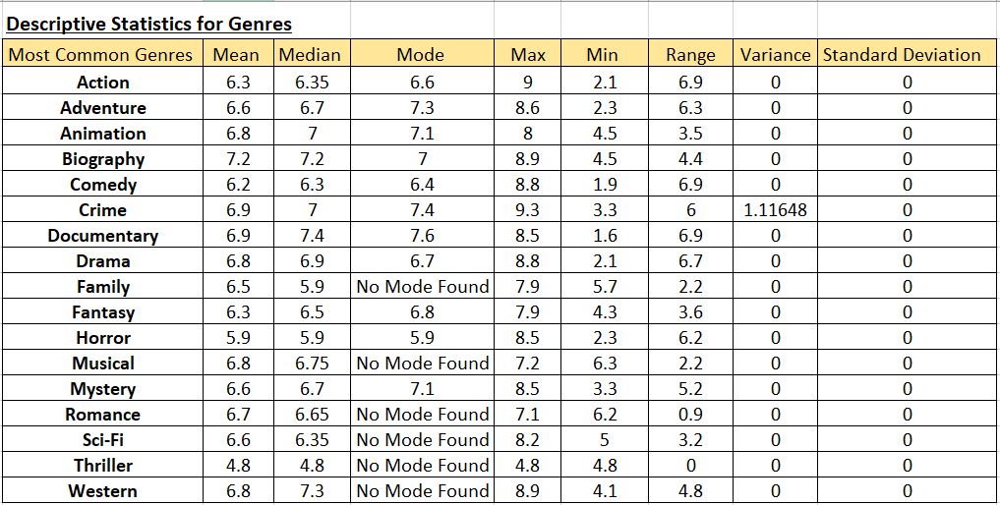 Descriptive Statistics for Genres
Most Common Genres Mean Median Mode Max Min Range Variance Standard Deviation
Action 6.3 6.35 6.6 9 2.1 6.9 0 0
Adventure 6.6 6.7 7.3 8.6 2.3 6.3 0 0
Animation 6.8 7 7.1 8 4.5 3.5 0 0
Biography 7.2 7.2 7 8.9 4.5 4.4 0 0
Comedy 6.2 6.3 6.4 8.8 1.9 6.9 0 0
Crime 6.9 7 7.4 9.3 3.3 6 1.11648 0
Documentary 6.9 7.4 7.6 8.5 1.6 6.9 0 0
Drama 6.8 6.9 6.7 8.8 2.1 6.7 0 0
Family 6.5 5.9 No Mode Found 7.9 5.7 2.2 0 0
Fantasy 6.3 6.5 6.8 7.9 4.3 3.6 0 0
Horror 5.9 5.9 5.9 8.5 2.3 6.2 0 0
Musical 6.8 6.75 No Mode Found 7.2 6.3 2.2 0 0
Mystery 6.6 6.7 7.1 8.5 3.3 5.2 0 0
Romance 6.7 6.65 No Mode Found 7.1 6.2 0.9 0 0
Sci-Fi 6.6 6.35 No Mode Found 8.2 5 3.2 0 0
Thriller 4.8 4.8 No Mode Found 4.8 4.8 0 0 0
Western 6.8 7.3 No Mode Found 8.9 4.1 4.8 0 0